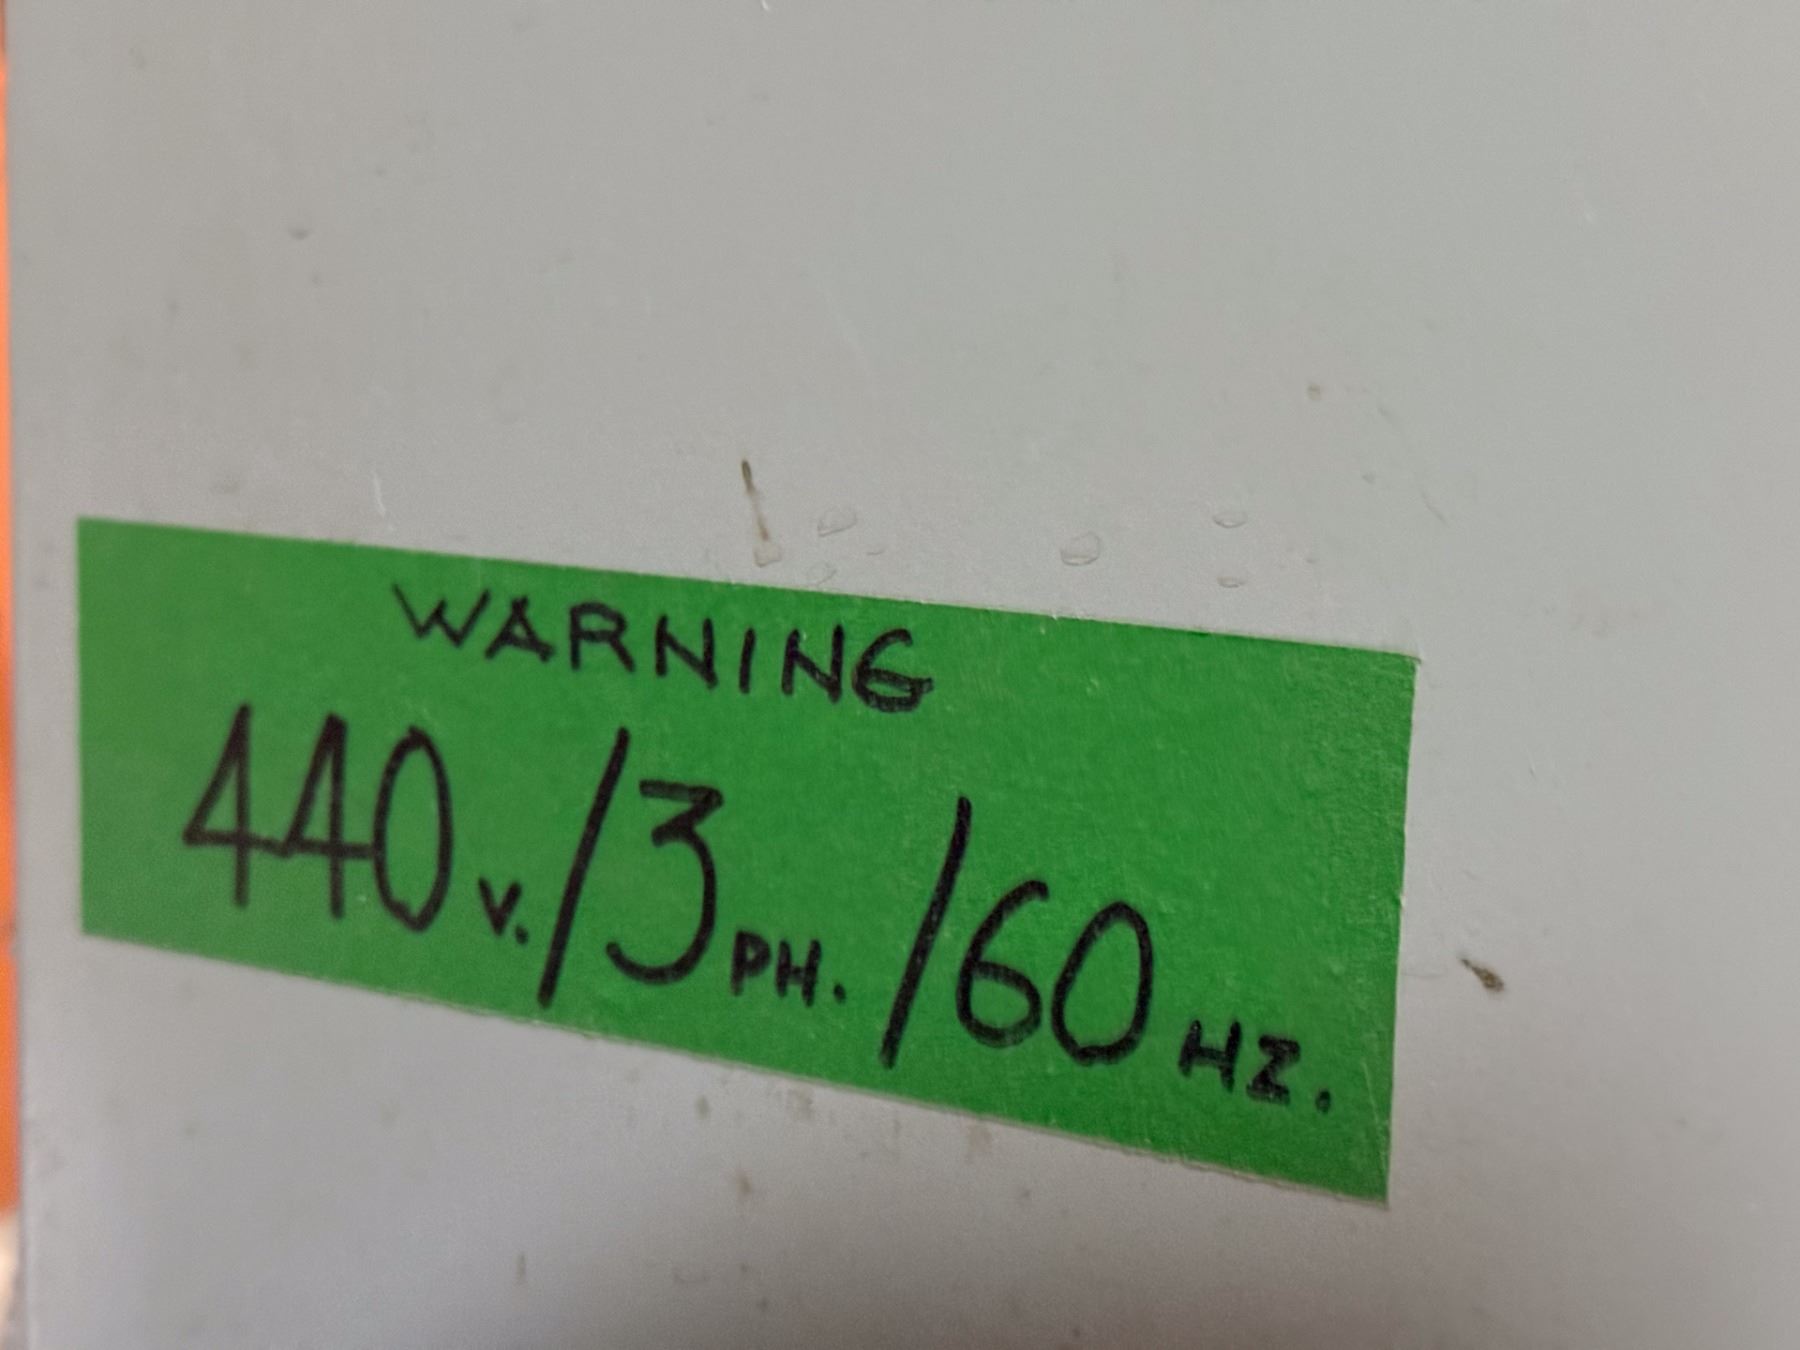 WARNING
440 V. / 3 PH. / 60 HZ.